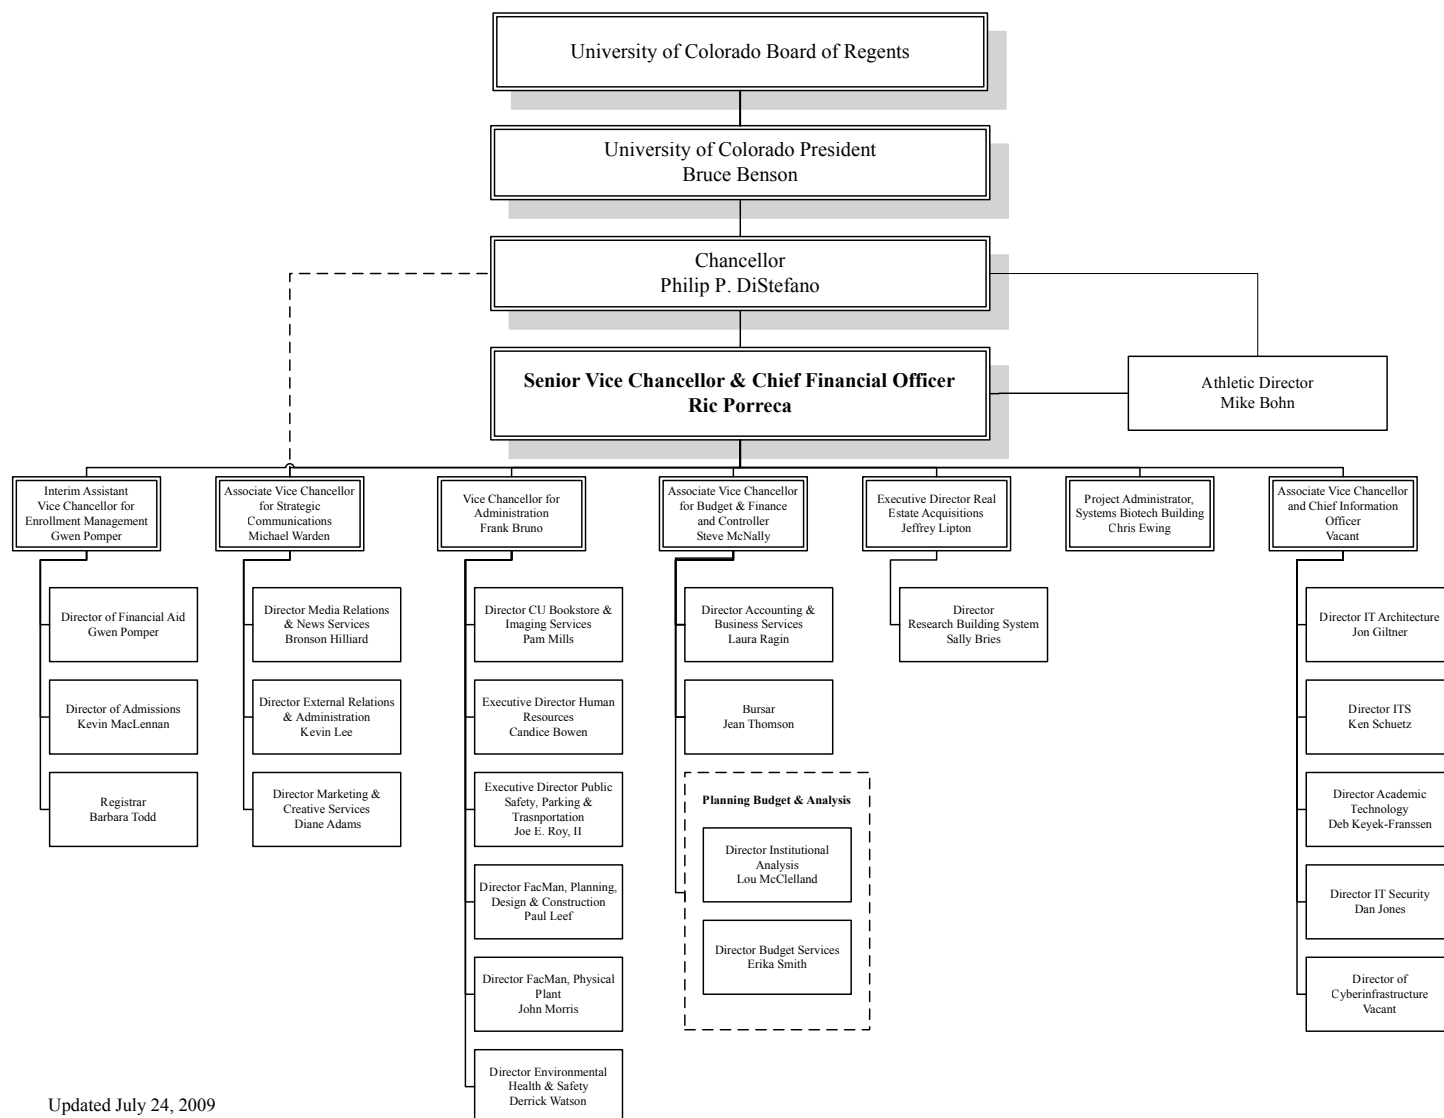 University of Colorado Board of Regents
University of Colorado President
Bruce Benson
Chancellor
Philip P. DiStefano
Senior Vice Chancellor & Chief Financial Officer
Ric Porreca
Athletic Director
Mike Bohn
Interim Assistant
Vice Chancellor for
Enrollment Management
Gwen Pomper
Associate Vice Chancellor
for Strategic
Communications
Michael Warden
Vice Chancellor for
Administration
Frank Bruno
Associate Vice Chancellor
for Budget & Finance
and Controller
Steve McNally
Executive Director Real
Estate Acquisitions
Jeffrey Lipton
Project Administrator,
Systems Biotech Building
Chris Ewing
Associate Vice Chancellor
and Chief Information
Officer
Vacant
Director of Financial Aid
Gwen Pomper
Director of Admissions
Kevin MacLennan
Registrar
Barbara Todd
Director Media Relations
& News Services
Bronson Hilliard
Director External Relations
& Administration
Kevin Lee
Director Marketing &
Creative Services
Diane Adams
Director CU Bookstore &
Imaging Services
Pam Mills
Executive Director Human
Resources
Candice Bowen
Executive Director Public
Safety, Parking &
Trasnportation
Joe E. Roy, II
Director FacMan, Planning,
Design & Construction
Paul Leef
Director FacMan, Physical
Plant
John Morris
Director Environmental
Health & Safety
Derrick Watson
Director Accounting &
Business Services
Laura Ragin
Bursar
Jean Thomson
Planning Budget & Analysis
Director Institutional
Analysis
Lou McClelland
Director Budget Services
Erika Smith
Director
Research Building System
Sally Bries
Director IT Architecture
Jon Giltner
Director ITS
Ken Schuetz
Director Academic
Technology
Deb Keyek-Franssen
Director IT Security
Dan Jones
Director of
Cyberinfrastructure
Vacant
Updated July 24, 2009